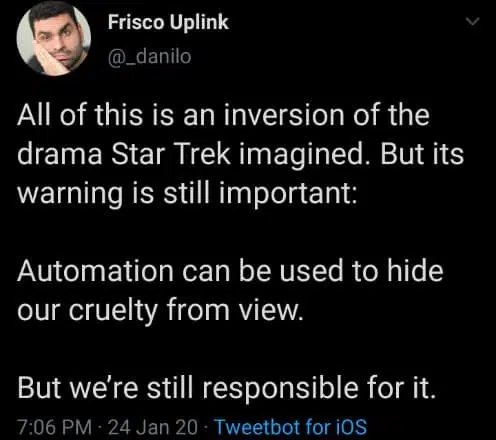 Frisco Uplink
@_danilo
All of this is an inversion of the
drama Star Trek imagined. But its
warning is still important:
Automation can be used to hide
our cruelty from view.
But we’re still responsible for it.
7:06 PM · 24 Jan 20 · Tweetbot for iOS